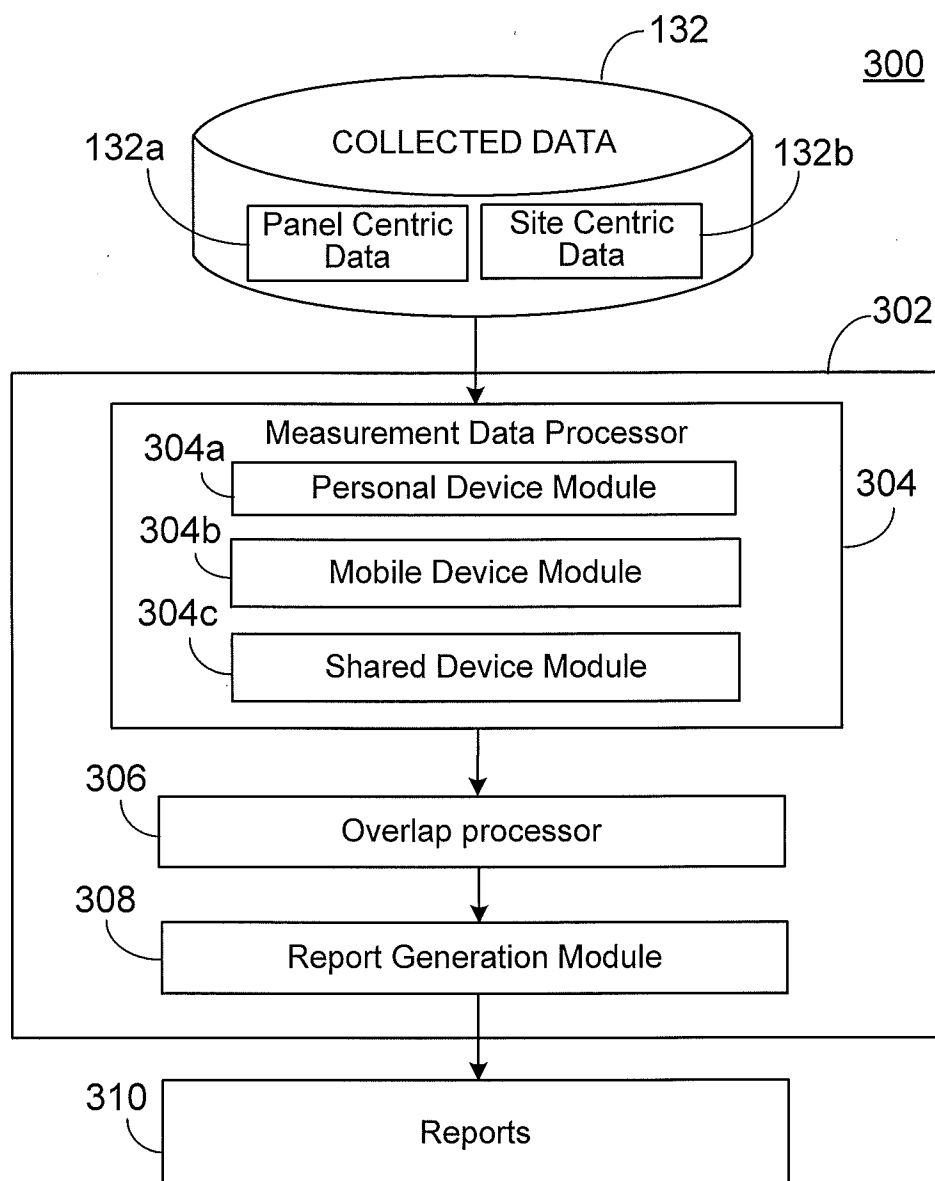 132
300
COLLECTED DATA
132a
132b
Panel Centric
Data
Site Centric
Data
302
Measurement Data Processor
304a
Personal Device Module
304
304b
Mobile Device Module
304c
Shared Device Module
306
Overlap processor
308
Report Generation Module
310
Reports